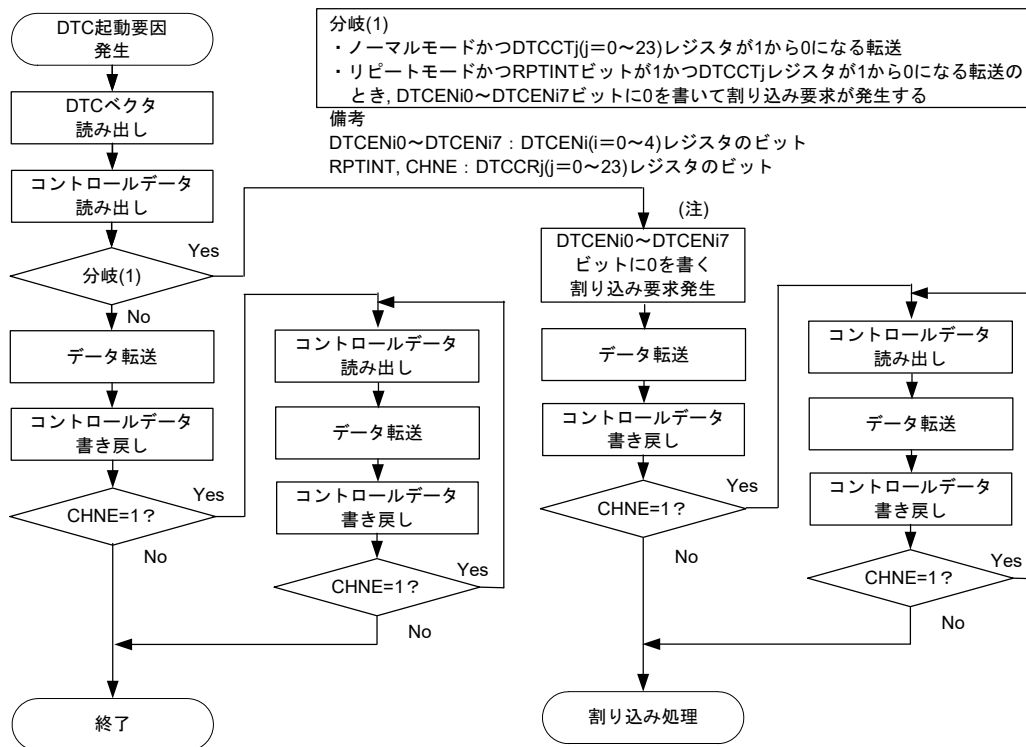 DTC起動要因
発生
DTCベクタ
読み出し
コントロールデータ
読み出し
分岐(1)
Yes
No
データ転送
コントロールデータ
書き戻し
CHNE=1？
Yes
No
終了
コントロールデータ
読み出し
データ転送
コントロールデータ
書き戻し
CHNE=1？
Yes
No
分岐(1)
・ノーマルモードかつDTCCTj(j＝0～23)レジスタが1から0になる転送
・リピートモードかつRPTINTビットが1かつDTCCTjレジスタが1から0になる転送の
とき, DTCENi0～DTCENi7ビットに0を書いて割り込み要求が発生する
備考
DTCENi0～DTCENi7：DTCENi(i＝0～4)レジスタのビット
RPTINT, CHNE：DTCCRj(j＝0～23)レジスタのビット
(注)
DTCENi0～DTCENi7
ビットに0を書く
割り込み要求発生
データ転送
コントロールデータ
書き戻し
CHNE=1？
Yes
No
割り込み処理
コントロールデータ
読み出し
データ転送
コントロールデータ
書き戻し
CHNE=1？
Yes
No